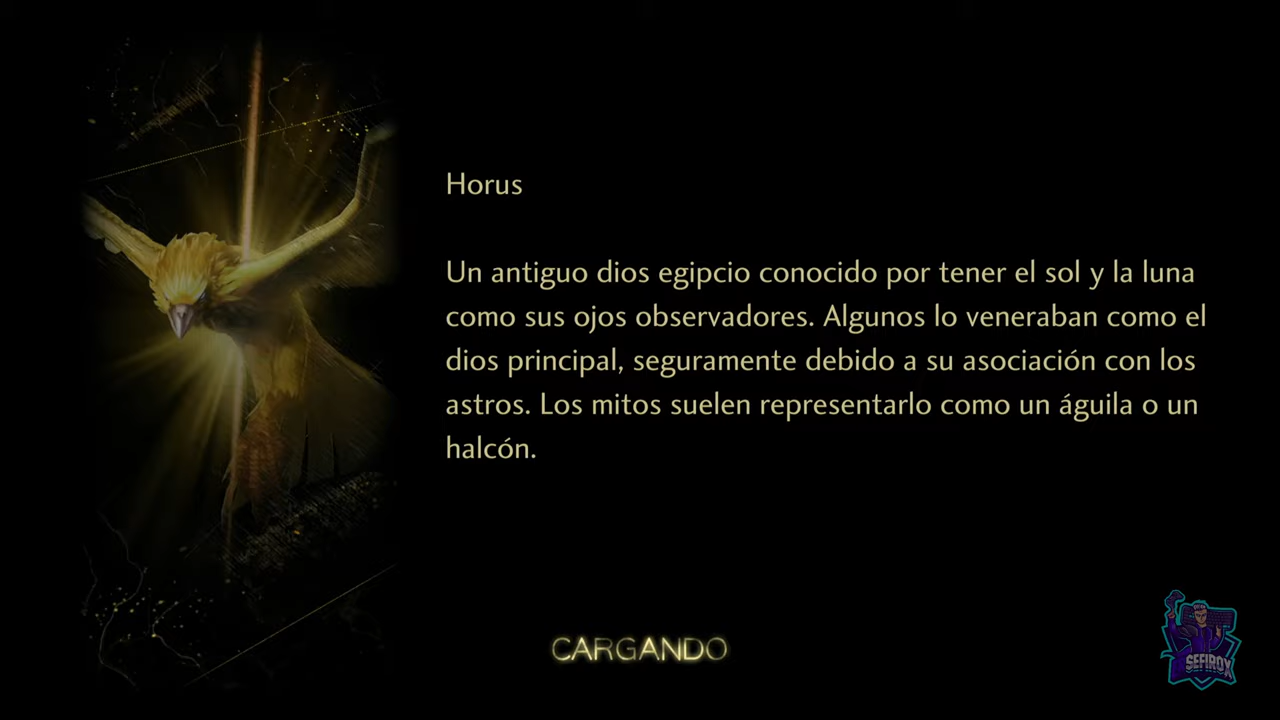 Horus
Un antiguo dios egipcio conocido por tener el sol y la luna
como sus ojos observadores. Algunos lo veneraban como el
dios principal, seguramente debido a su asociación con los
astros. Los mitos suelen representarlo como un águila o un
halcón.
CARGANDO
SEFIROX